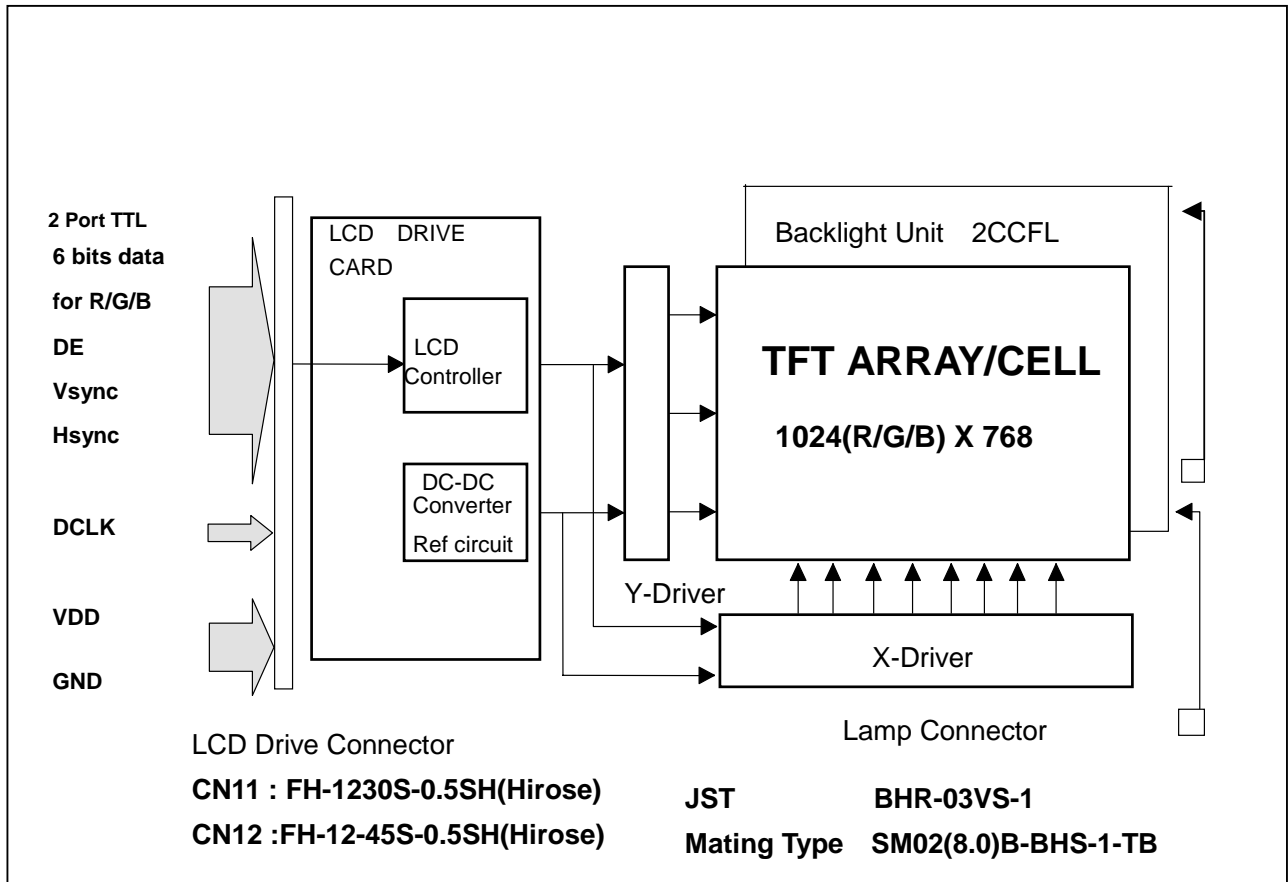 2 Port TTL
6 bits data
for R/G/B
DE
Vsync
Hsync
DCLK
VDD
GND
LCD DRIVE
CARD
LCD
Controller
DC-DC
Converter
Ref circuit
Backlight Unit 2CCFL
TFT ARRAY/CELL
1024(R/G/B) X 768
Y-Driver
X-Driver
LCD Drive Connector
CN11 : FH-1230S-0.5SH(Hirose)
CN12 :FH-12-45S-0.5SH(Hirose)
Lamp Connector
JST BHR-03VS-1
Mating Type SM02(8.0)B-BHS-1-TB